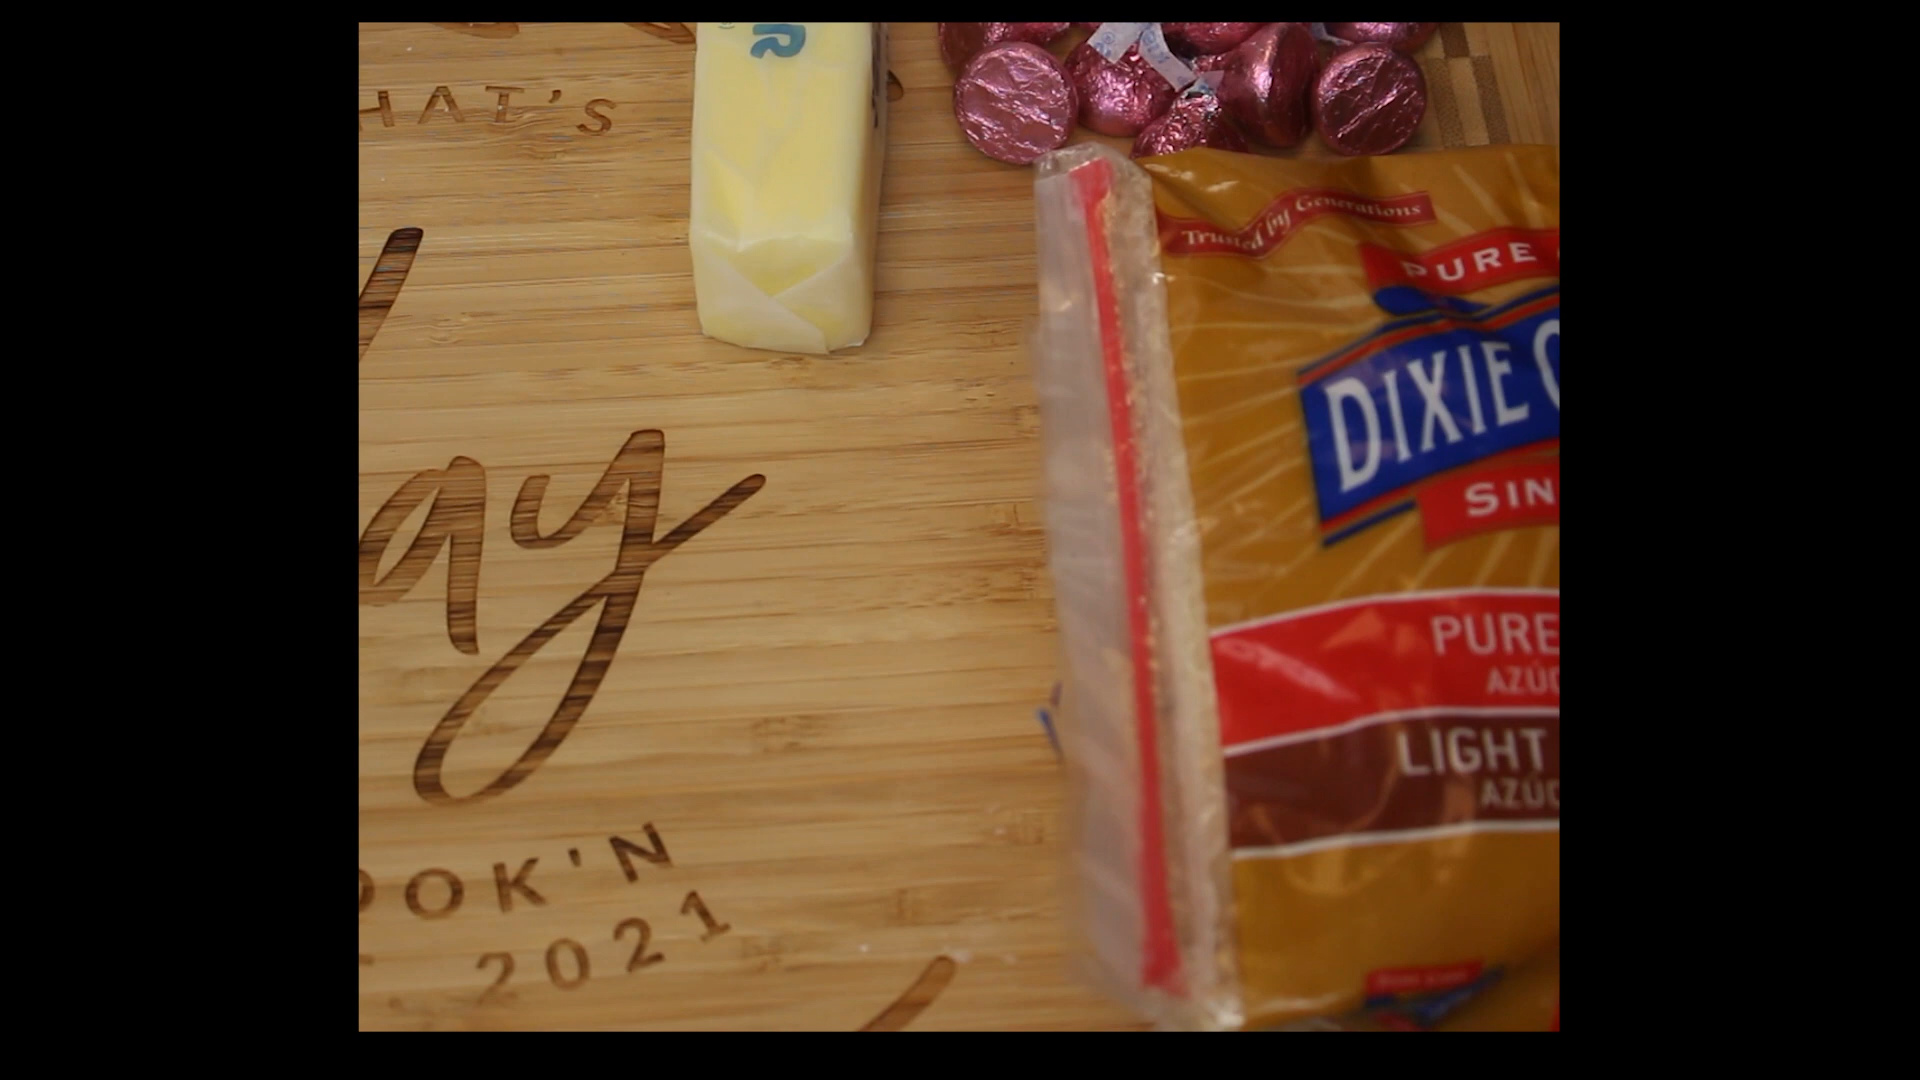 HAT'S
R
ay
OOK'N
2021
Trusted by Generations
PURE
DIXIE
SIN
PURE
AZÚC
LIGHT
AZÚC